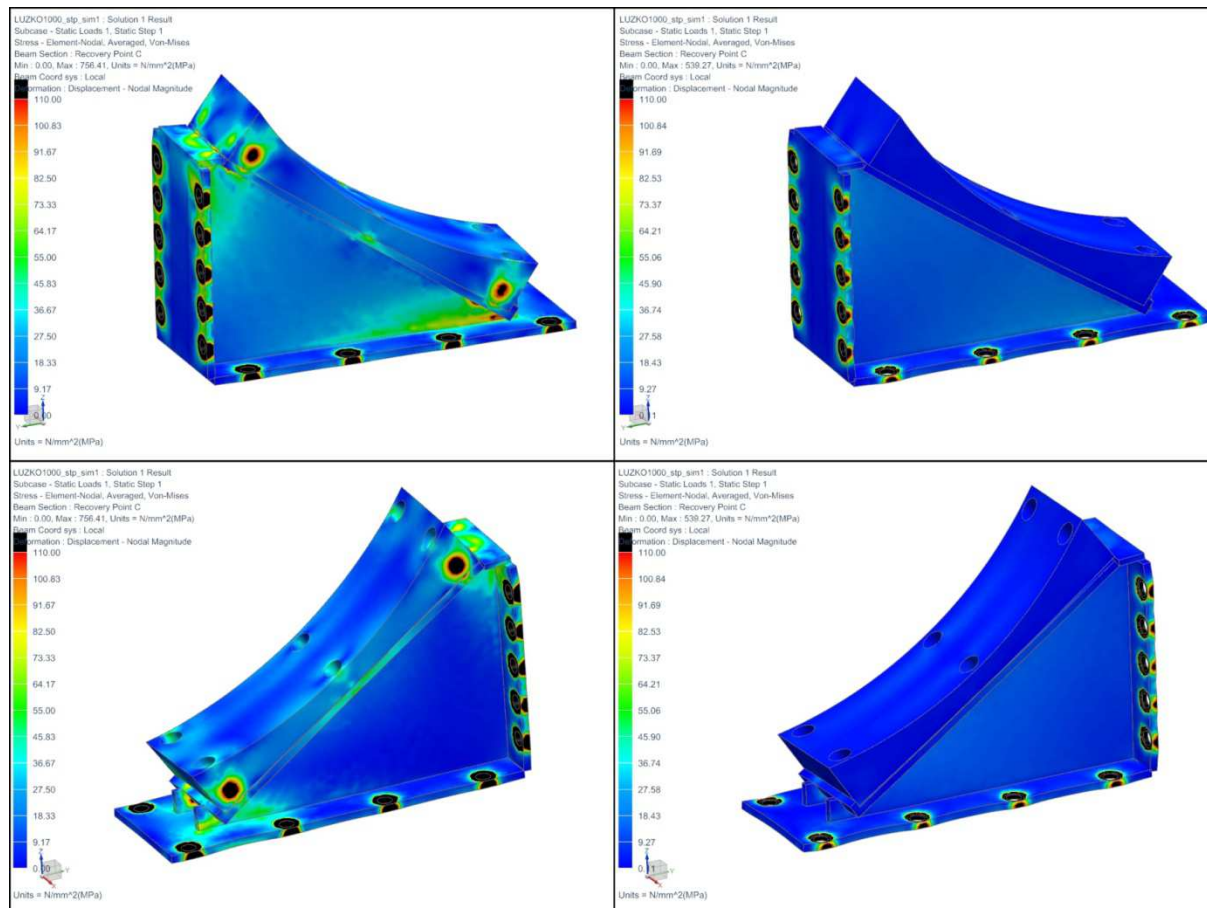 LUZKO1000_stp_sim1 : Solution 1 Result
Subcase - Static Loads 1, Static Step 1
Stress - Element-Nodal, Averaged, Von-Mises
Beam Section : Recovery Point C
Min : 0.00, Max : 756.41, Units = N/mm^2(MPa)
Beam Coord sys : Local
Deformation : Displacement - Nodal Magnitude
110.00
100.83
91.67
82.50
73.33
64.17
55.00
45.83
36.67
27.50
18.33
9.17
0.00
Z
Y
Units = N/mm^2(MPa)
LUZKO1000_stp_sim1 : Solution 1 Result
Subcase - Static Loads 1, Static Step 1
Stress - Element-Nodal, Averaged, Von-Mises
Beam Section : Recovery Point C
Max : 539.27, Units = N/mm^2(MPa)
Beam Coord sys : Local
Deformation : Displacement - Nodal Magnitude
110.00
100.84
91.69
82.53
73.37
64.21
55.06
45.90
36.74
27.58
18.43
9.27
Z
Y
Units = N/mm^2(MPa)
LUZKO1000_stp_sim1 : Solution 1 Result
Subcase - Static Loads 1, Static Step 1
Stress - Element-Nodal, Averaged, Von-Mises
Beam Section : Recovery Point C
Min : 0.00, Max : 756.41, Units = N/mm^2(MPa)
Beam Coord sys : Local
Deformation : Displacement - Nodal Magnitude
110.00
100.83
91.67
82.50
73.33
64.17
55.00
45.83
36.67
27.50
18.33
9.17
0.00
Z
Y
X
Units = N/mm^2(MPa)
LUZKO1000_stp_sim1 : Solution 1 Result
Subcase - Static Loads 1, Static Step 1
Stress - Element-Nodal, Averaged, Von-Mises
Beam Section : Recovery Point C
Max : 539.27, Units = N/mm^2(MPa)
Beam Coord sys : Local
Deformation : Displacement - Nodal Magnitude
110.00
100.84
91.69
82.53
73.37
64.21
55.06
45.90
36.74
27.58
18.43
9.27
Z
Y
X
Units = N/mm^2(MPa)